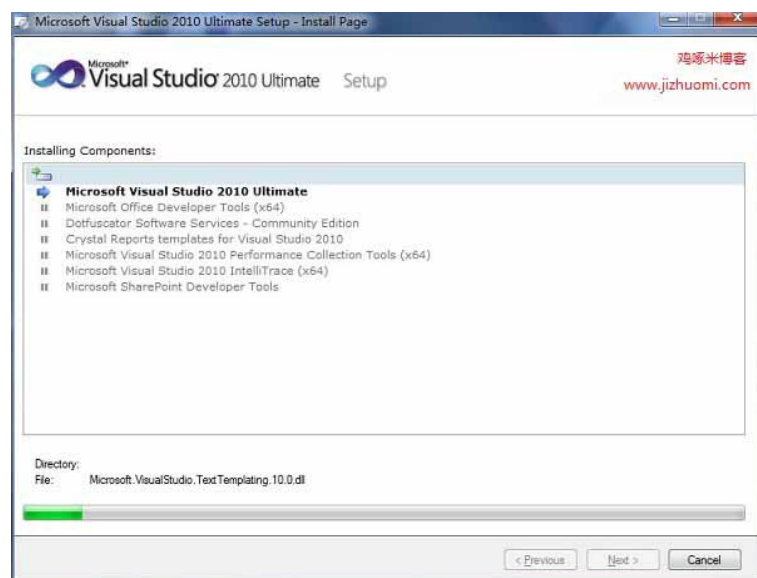 Microsoft Visual Studio 2010 Ultimate Setup - Install Page
Microsoft®
Visual Studio 2010 Ultimate Setup
鸡啄米博客
www.jizhuomi.com
Installing Components:
Microsoft Visual Studio 2010 Ultimate
Microsoft Office Developer Tools (x64)
Dotfuscator Software Services - Community Edition
Crystal Reports templates for Visual Studio 2010
Microsoft Visual Studio 2010 Performance Collection Tools (x64)
Microsoft Visual Studio 2010 IntelliTrace (x64)
Microsoft SharePoint Developer Tools
Directory:
File: Microsoft.VisualStudio.TextTemplating.10.0.dll
< Previous Next > Cancel